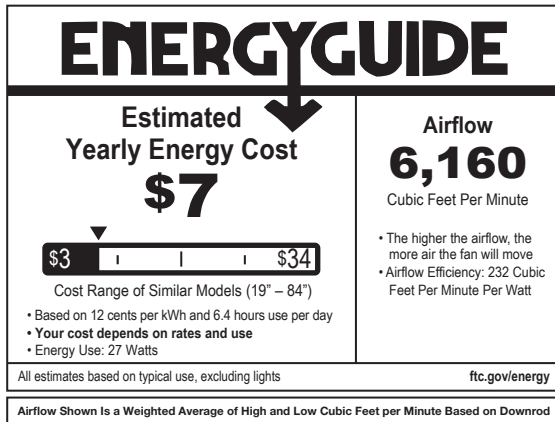 ENERGYGUIDE
Estimated
Yearly Energy Cost
$7
$3
$34
Cost Range of Similar Models (19” – 84”)
• Based on 12 cents per kWh and 6.4 hours use per day
• Your cost depends on rates and use
• Energy Use: 27 Watts
Airflow
6,160
Cubic Feet Per Minute
• The higher the airflow, the
more air the fan will move
• Airflow Efficiency: 232 Cubic
Feet Per Minute Per Watt
All estimates based on typical use, excluding lights
ftc.gov/energy
Airflow Shown Is a Weighted Average of High and Low Cubic Feet per Minute Based on Downrod